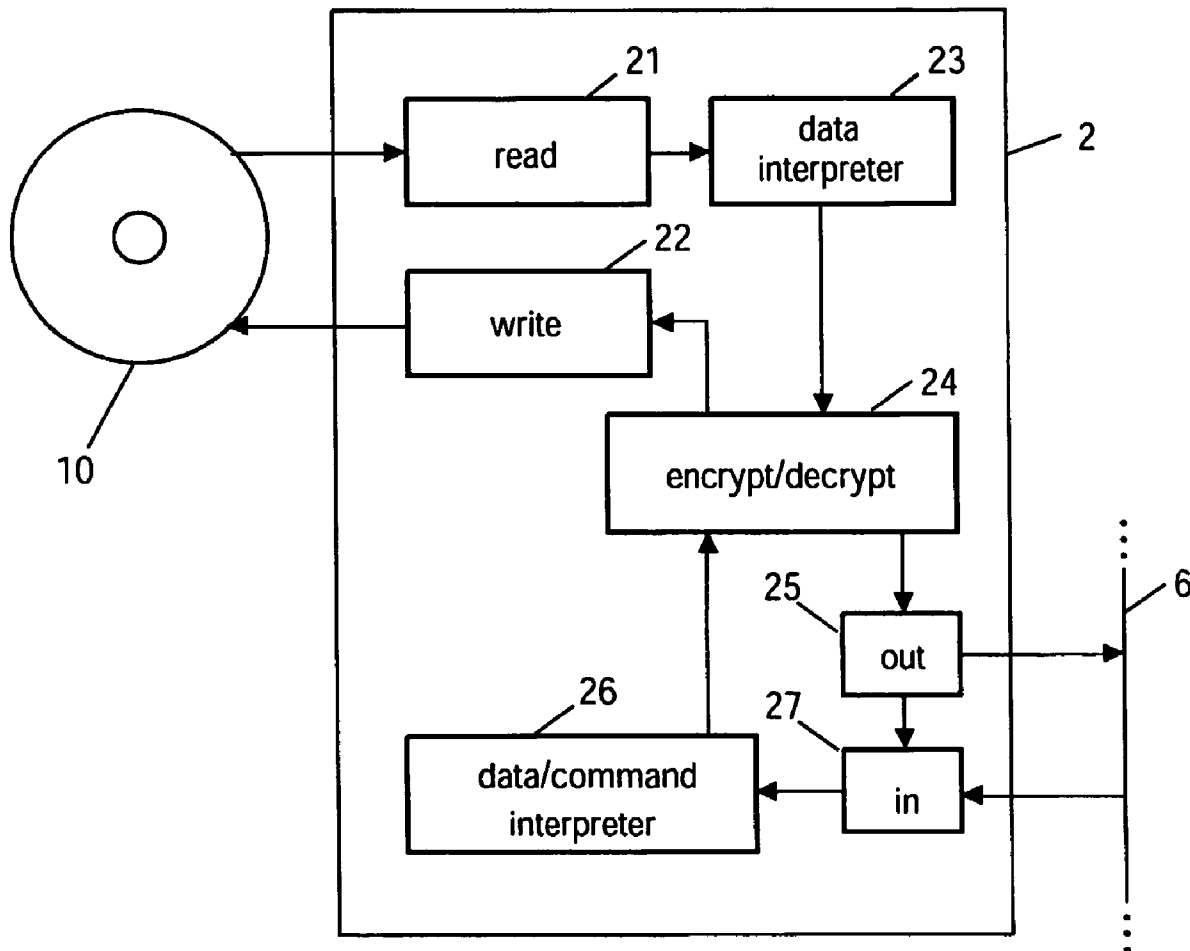 21
23
2
read
data
interpreter
22
write
10
24
encrypt/decrypt
25
6
out
26
27
data/command
interpreter
in